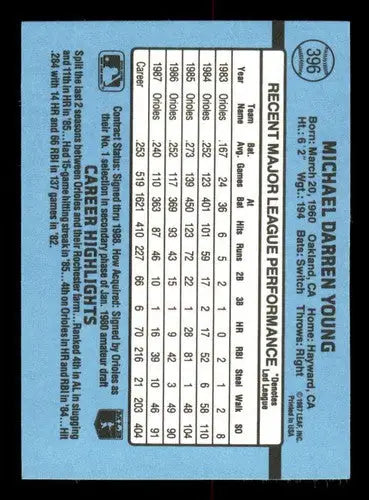 396
MICHAEL DARREN YOUNG
Born: March 20, 1960 Oakland, CA Home: Hayward, CA
Ht.: 6'2" Wgt.: 194 Bats: Switch Throws: Right
©1987 LEAF, INC.
Printed in USA
RECENT MAJOR LEAGUE PERFORMANCE *Denotes Led League
Year Team Name Bat. Avg. Games At Bat Hits Runs 2B 3B HR RBI Steal Walk SO
1983 Orioles .167 24 36 6 5 2 1 0 2 1 2 8
1984 Orioles .252 123 401 101 59 17 2 17 52 6 58 110
1985 Orioles .273 139 450 123 72 22 1 28 81 1 48 104
1986 Orioles .252 117 369 93 43 15 1 9 42 3 49 90
1987 Orioles .240 110 363 87 46 10 1 16 39 10 46 91
Career .253 519 1621 410 227 66 6 70 216 21 203 404
Contract Status: Signed thru 1988. How Acquired: Signed by Orioles as
their No. 1 selection in secondary phase of Jan. 1980 amateur draft
CAREER HIGHLIGHTS
Split the last 2 seasons between Orioles and their Rochester farm...Ranked 4th in AL in slugging
and 11th in HR in '85...Had 15-game hitting streak in '85...4th on Orioles in HR and RBI in '84...Hit
.284 with 14 HR and 86 RBI in 137 games in '82.